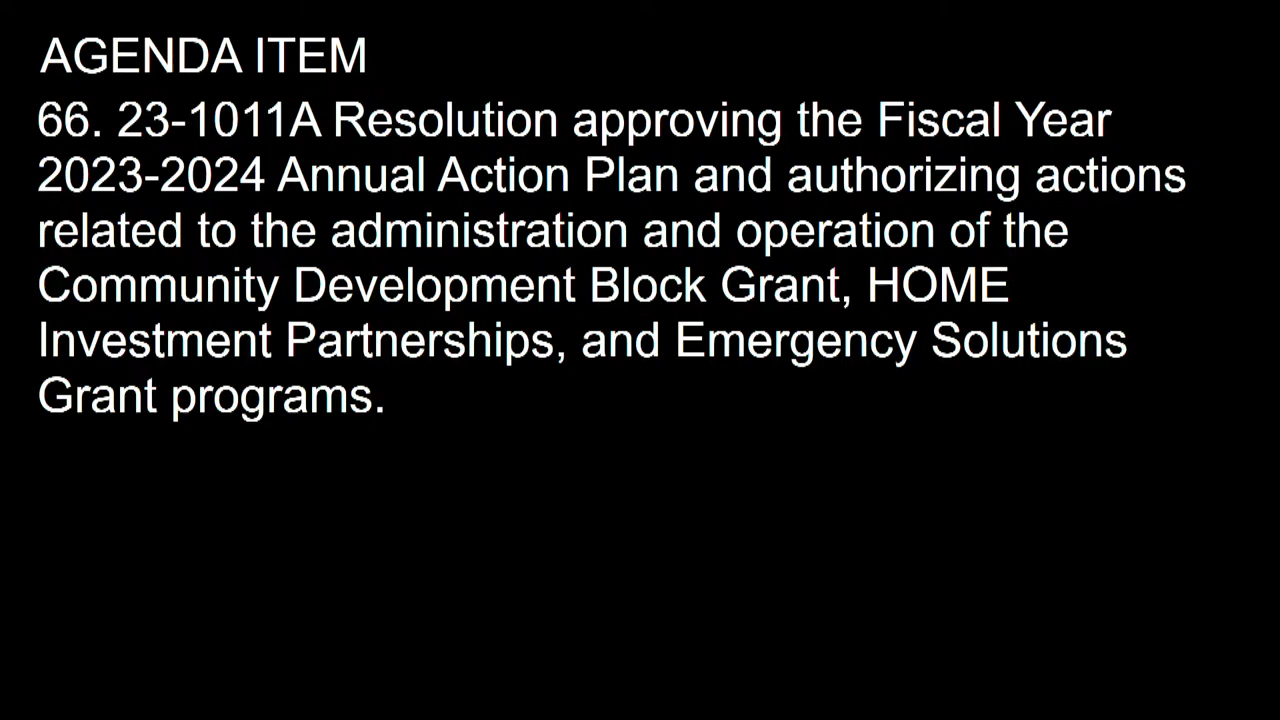 AGENDA ITEM
66. 23-1011A Resolution approving the Fiscal Year
2023-2024 Annual Action Plan and authorizing actions
related to the administration and operation of the
Community Development Block Grant, HOME
Investment Partnerships, and Emergency Solutions
Grant programs.